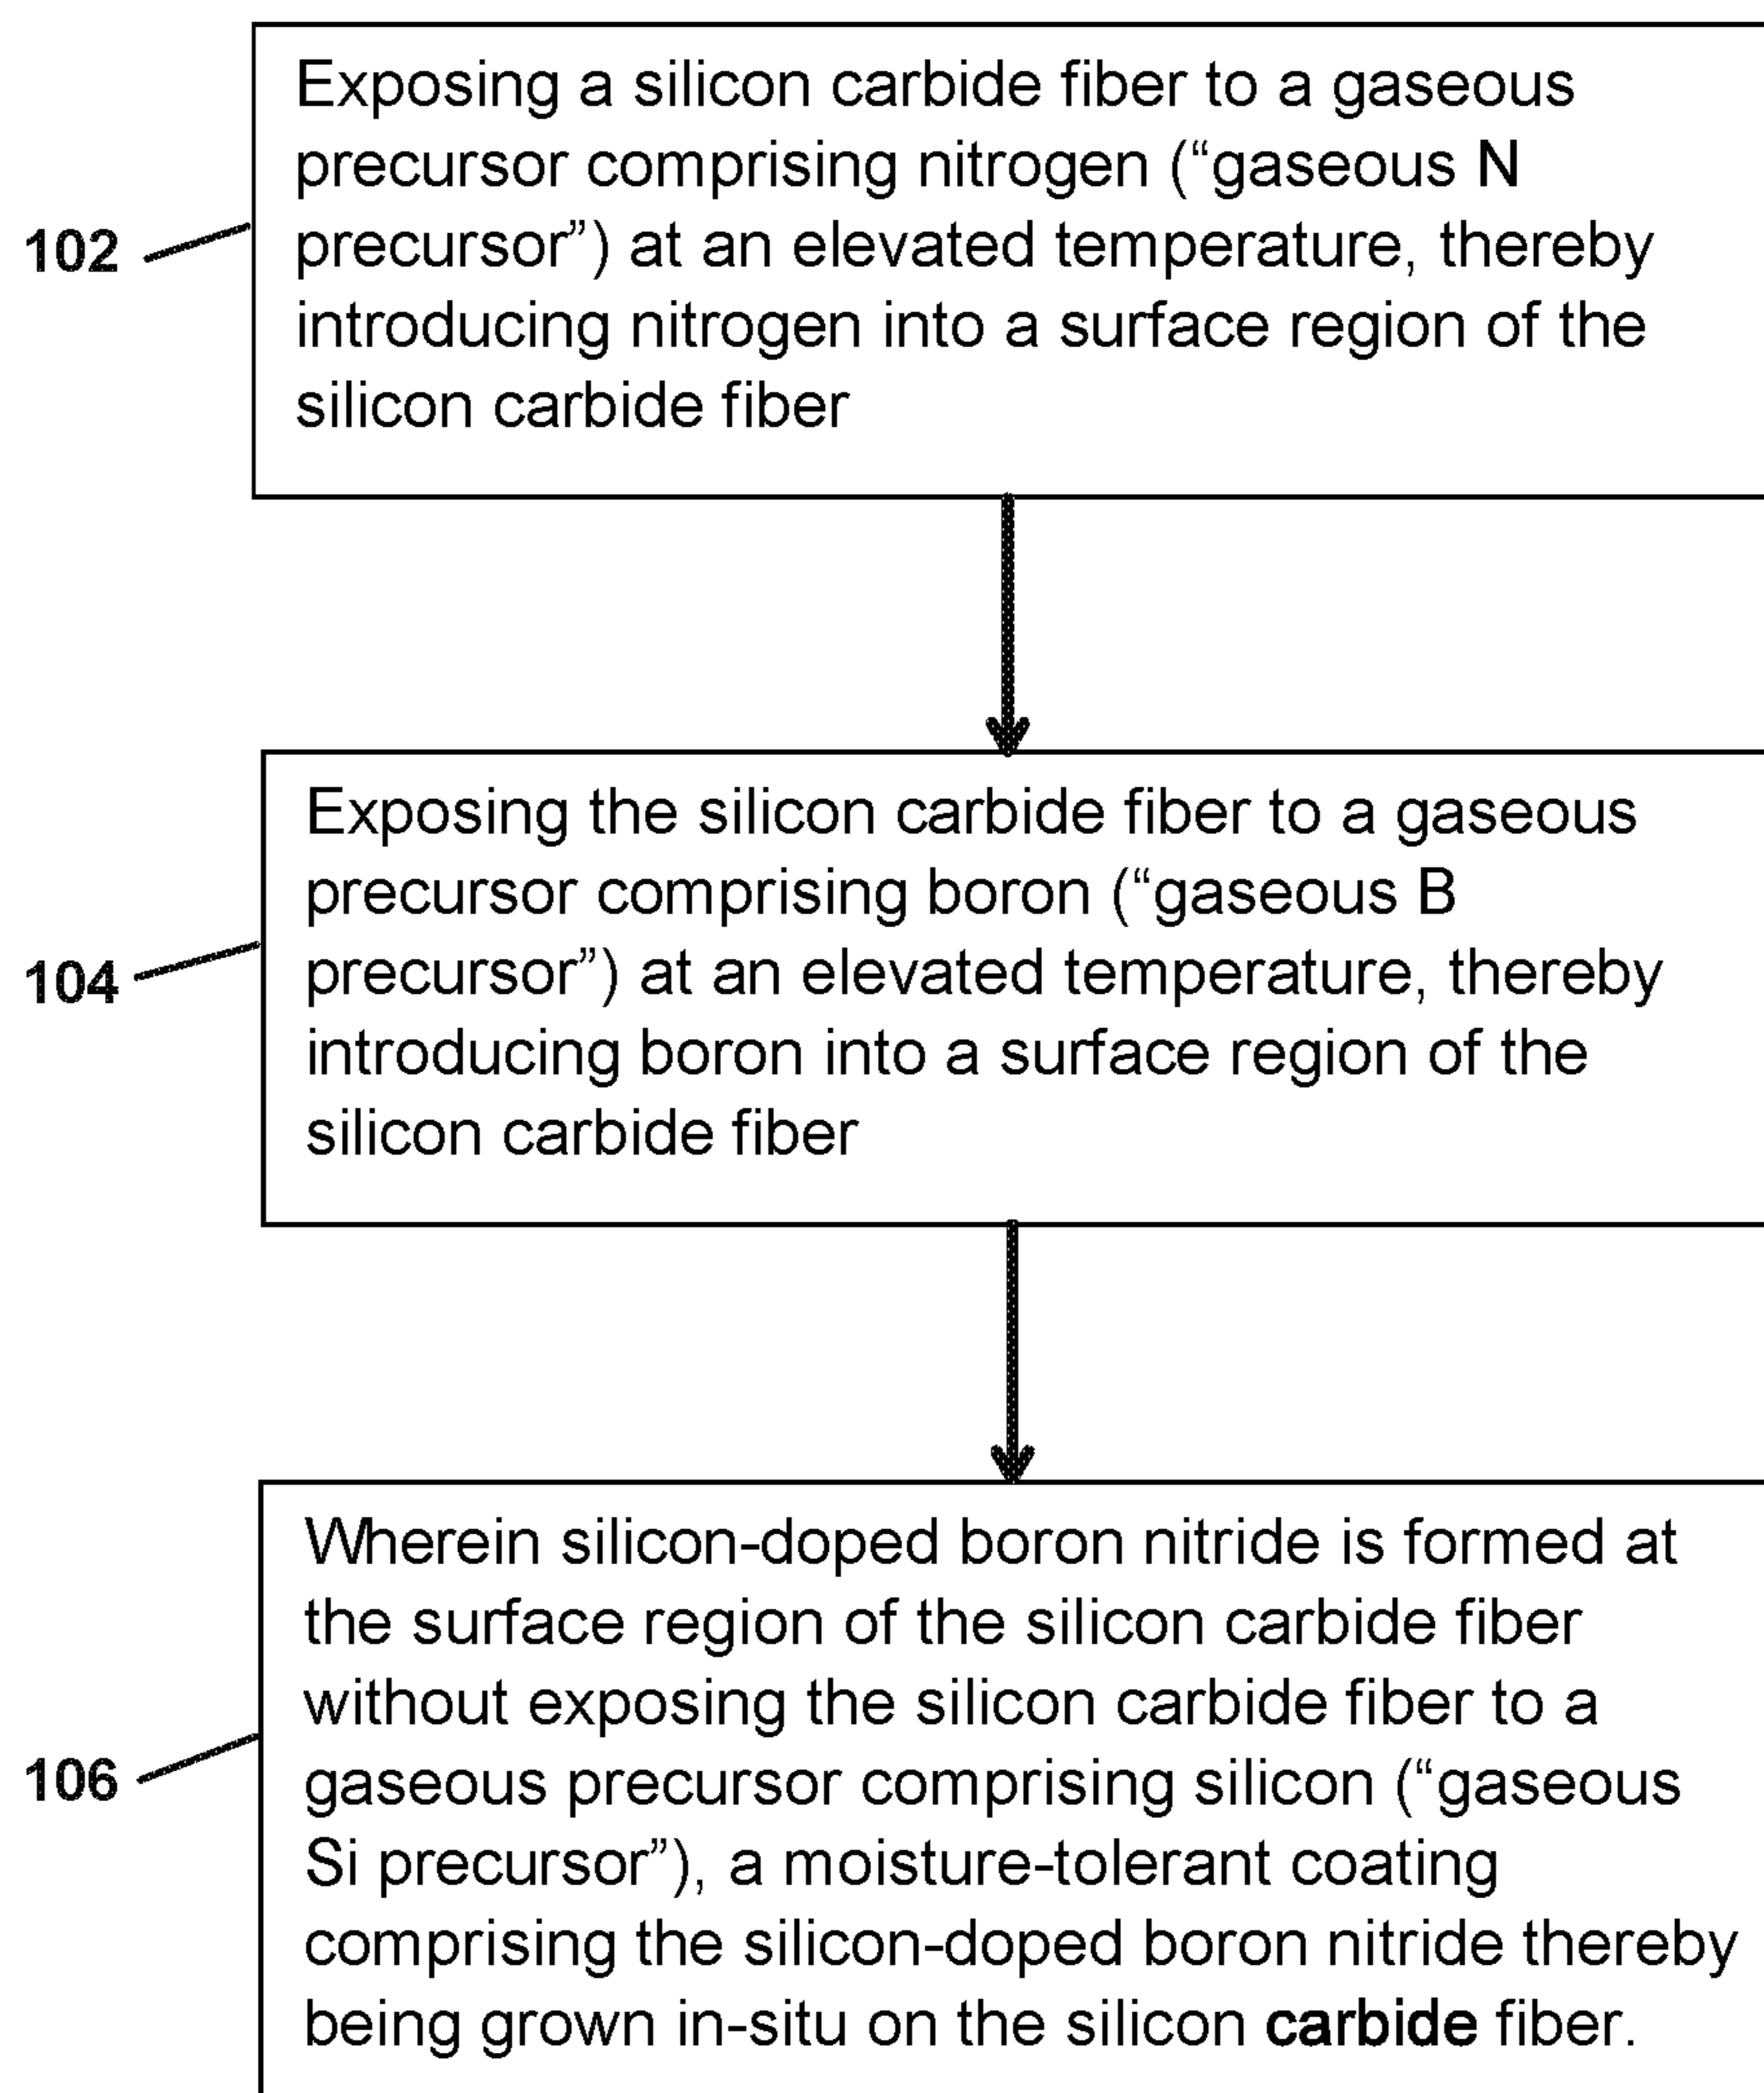 Exposing a silicon carbide fiber to a gaseous
precursor comprising nitrogen (“gaseous N
precursor”) at an elevated temperature, thereby
introducing nitrogen into a surface region of the
silicon carbide fiber
102
Exposing the silicon carbide fiber to a gaseous
precursor comprising boron (“gaseous B
precursor”) at an elevated temperature, thereby
introducing boron into a surface region of the
silicon carbide fiber
104
Wherein silicon-doped boron nitride is formed at
the surface region of the silicon carbide fiber
without exposing the silicon carbide fiber to a
gaseous precursor comprising silicon (“gaseous
Si precursor”), a moisture-tolerant coating
comprising the silicon-doped boron nitride thereby
being grown in-situ on the silicon carbide fiber.
106